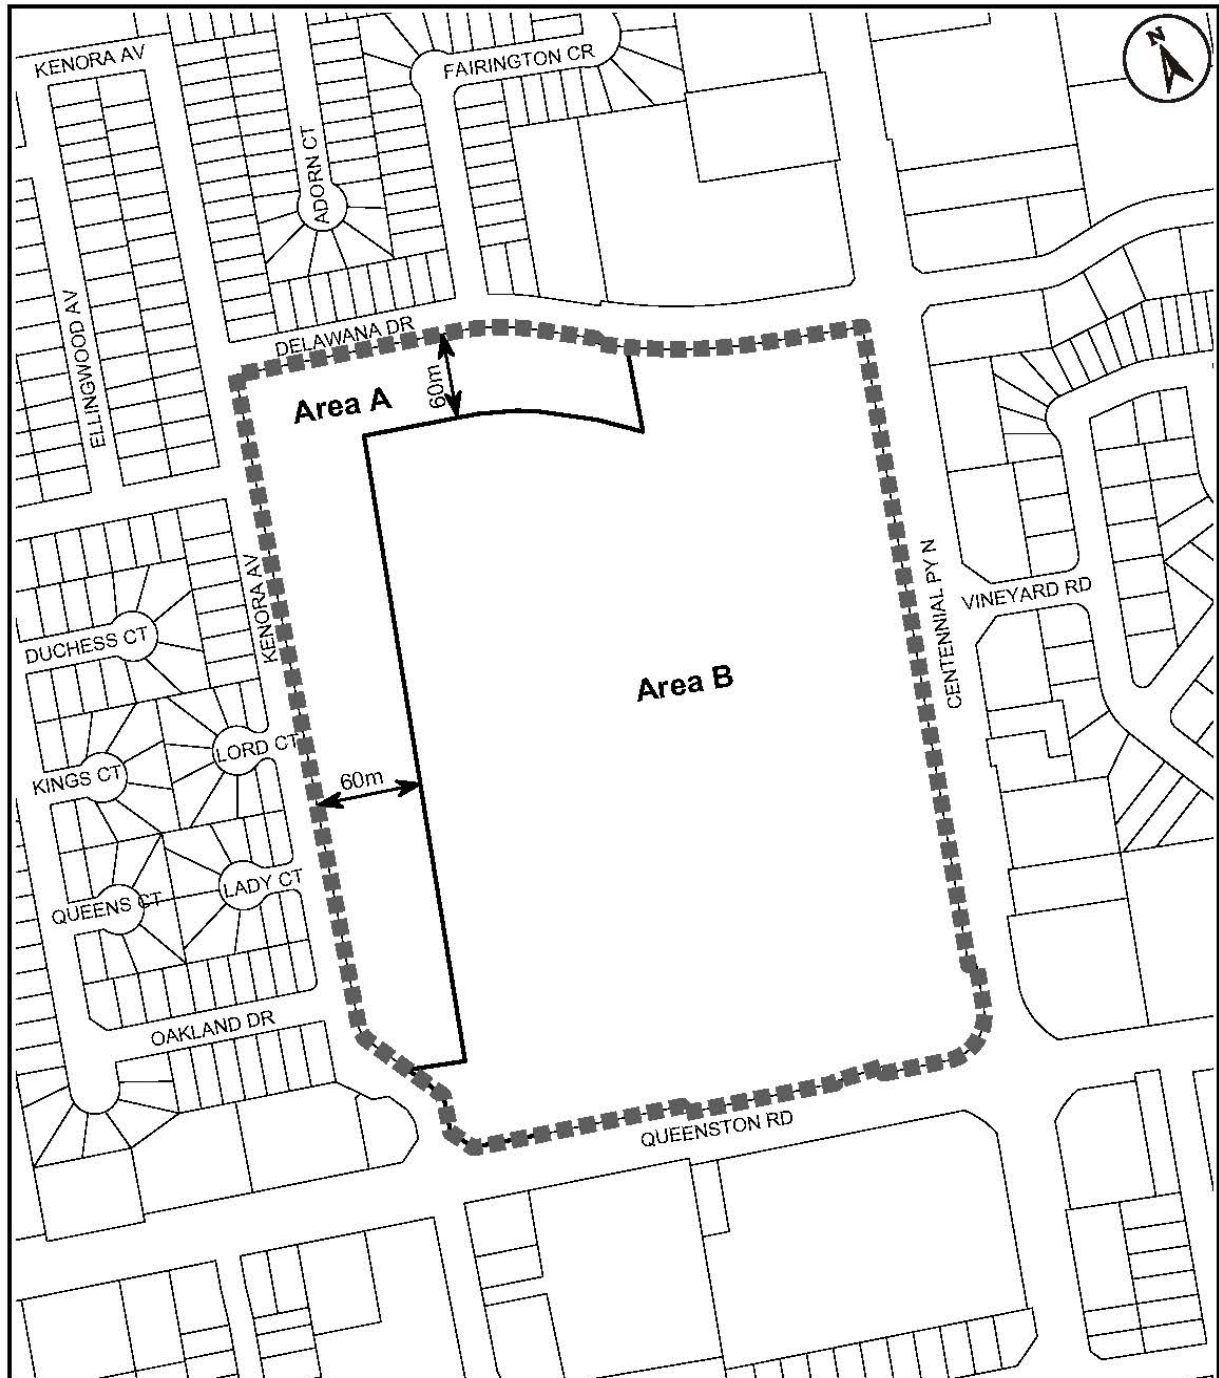 KENORA AV
FAIRINGTON CR
N
ADORN CT
ELLINGWOOD AV
DELAWANA DR
60m
Area A
KENORA AV
CENTENNIAL PY N
VINEYARD RD
DUCHESS CT
Area B
LORD CT
KINGS CT
60m
LADY CT
QUEENS CT
OAKLAND DR
QUEENSTON RD